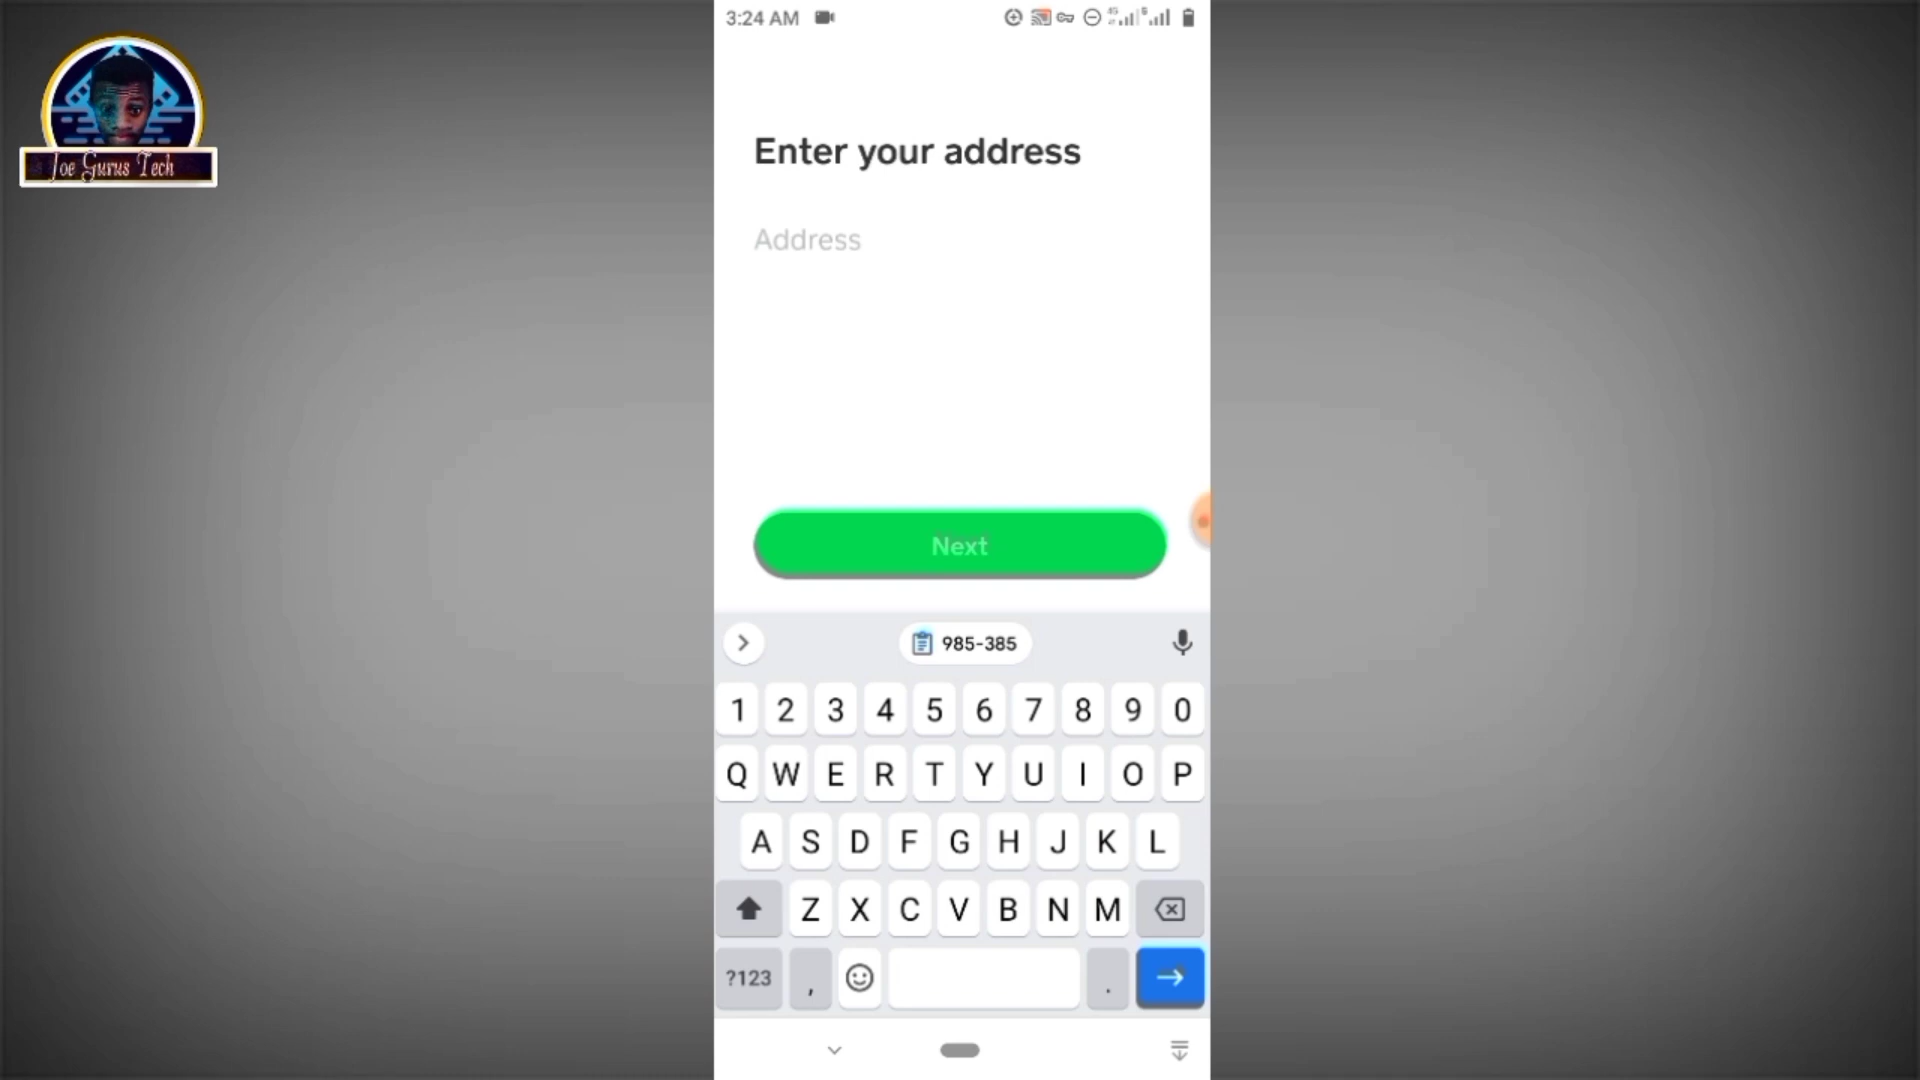 3:24 AM
Joe Gurus Tech
Enter your address
Address
Next
985-385
1 2 3 4 5 6 7 8 9 0
Q W E R T Y U I O P
A S D F G H J K L
Z X C V B N M
?123 , .